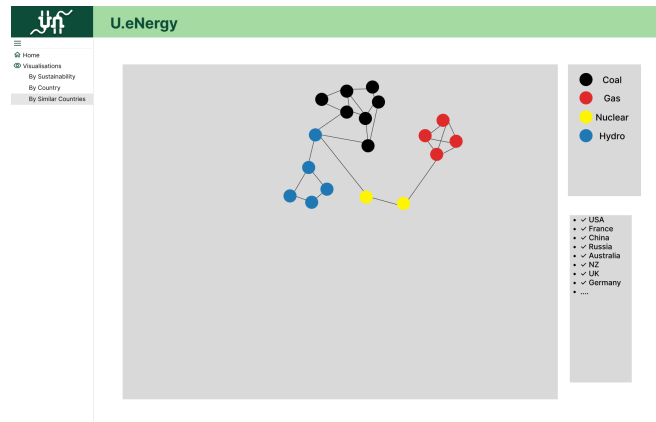 U.eNergy
Home
Visualisations
By Sustainability
By Country
By Similar Countries
Coal
Gas
Nuclear
Hydro
✓ USA
✓ France
✓ China
✓ Russia
✓ Australia
✓ NZ
✓ UK
✓ Germany
....